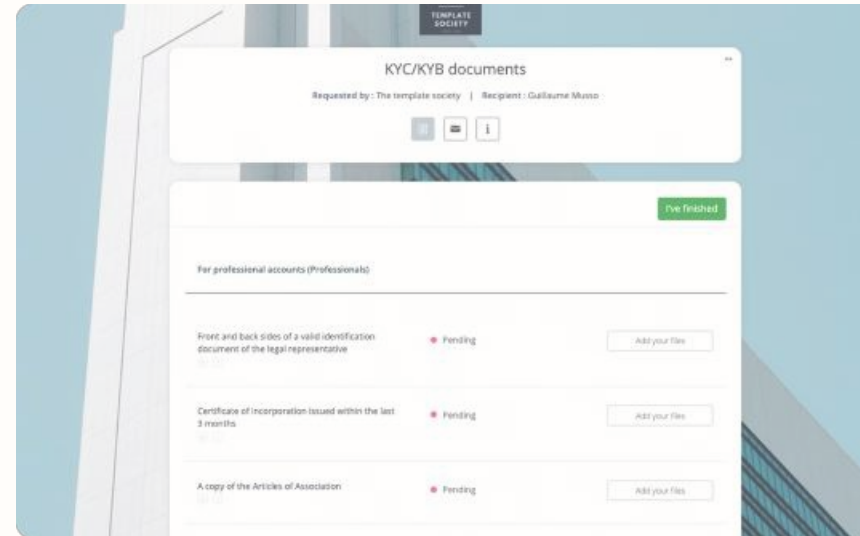 TEMPLATE
SOCIETY
KYC/KYB documents
Requested by : The template society | Recipient : Guillaume Musso
i
I've finished
For professional accounts (Professionals)
Front and back sides of a valid identification
document of the legal representative
Pending
Add your files
Certificate of incorporation issued within the last
3 months
Pending
Add your files
A copy of the Articles of Association
Pending
Add your files